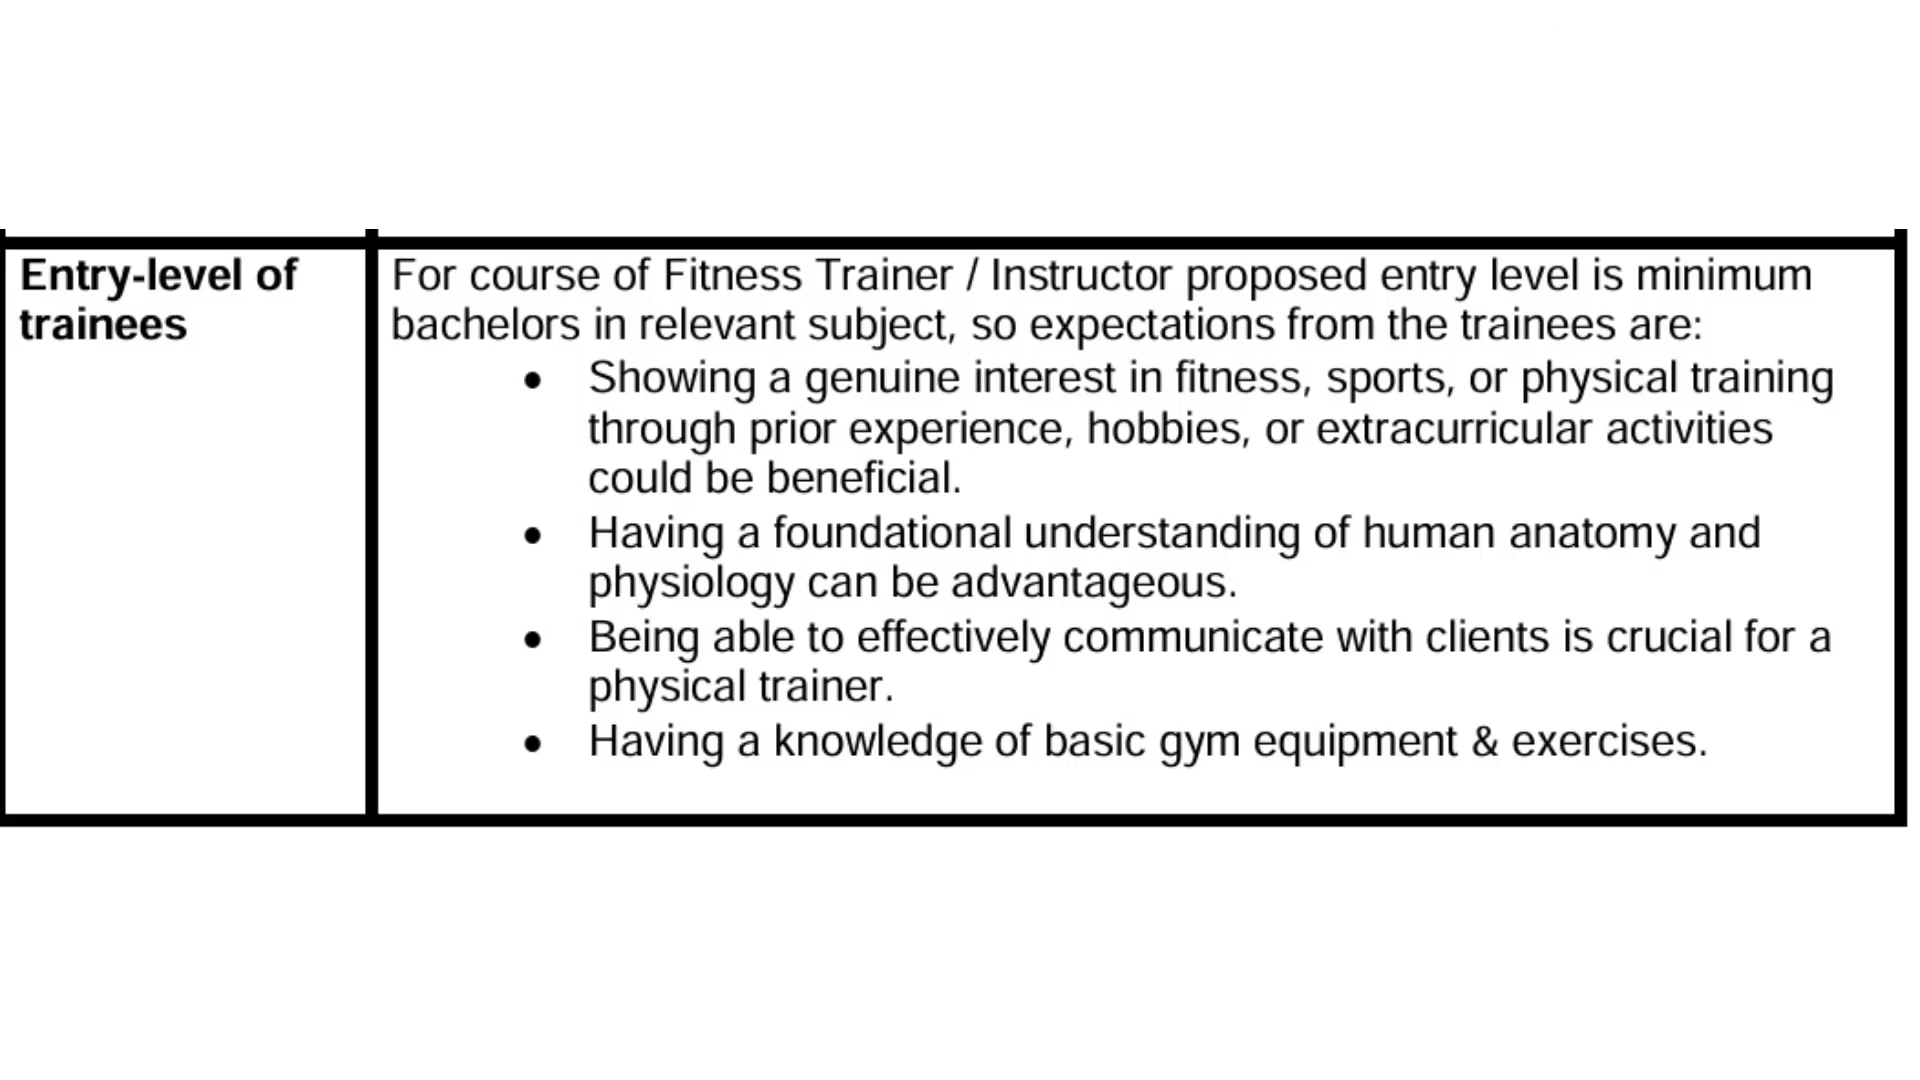 Entry-level of
trainees
For course of Fitness Trainer / Instructor proposed entry level is minimum
bachelors in relevant subject, so expectations from the trainees are:
• Showing a genuine interest in fitness, sports, or physical training
through prior experience, hobbies, or extracurricular activities
could be beneficial.
• Having a foundational understanding of human anatomy and
physiology can be advantageous.
• Being able to effectively communicate with clients is crucial for a
physical trainer.
• Having a knowledge of basic gym equipment & exercises.